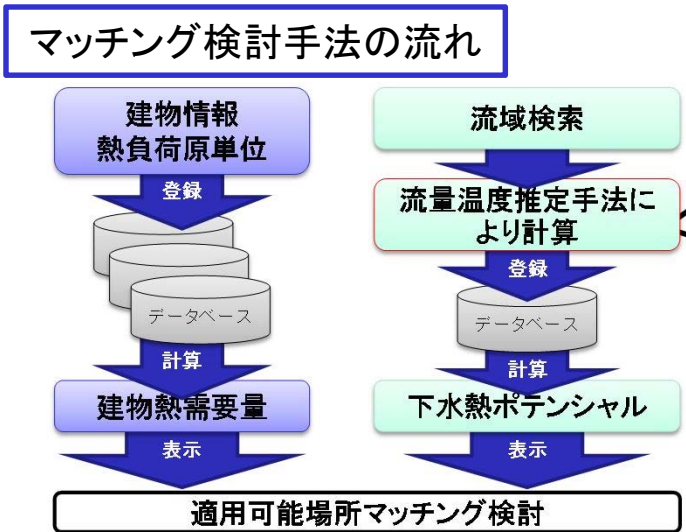 マッチング検討手法の流れ
建物情報
熱負荷原単位
登録
データベース
計算
建物熱需要量
表示
流域検索
流量温度推定手法に
より計算
登録
データベース
計算
下水熱ポテンシャル
表示
適用可能場所マッチング検討